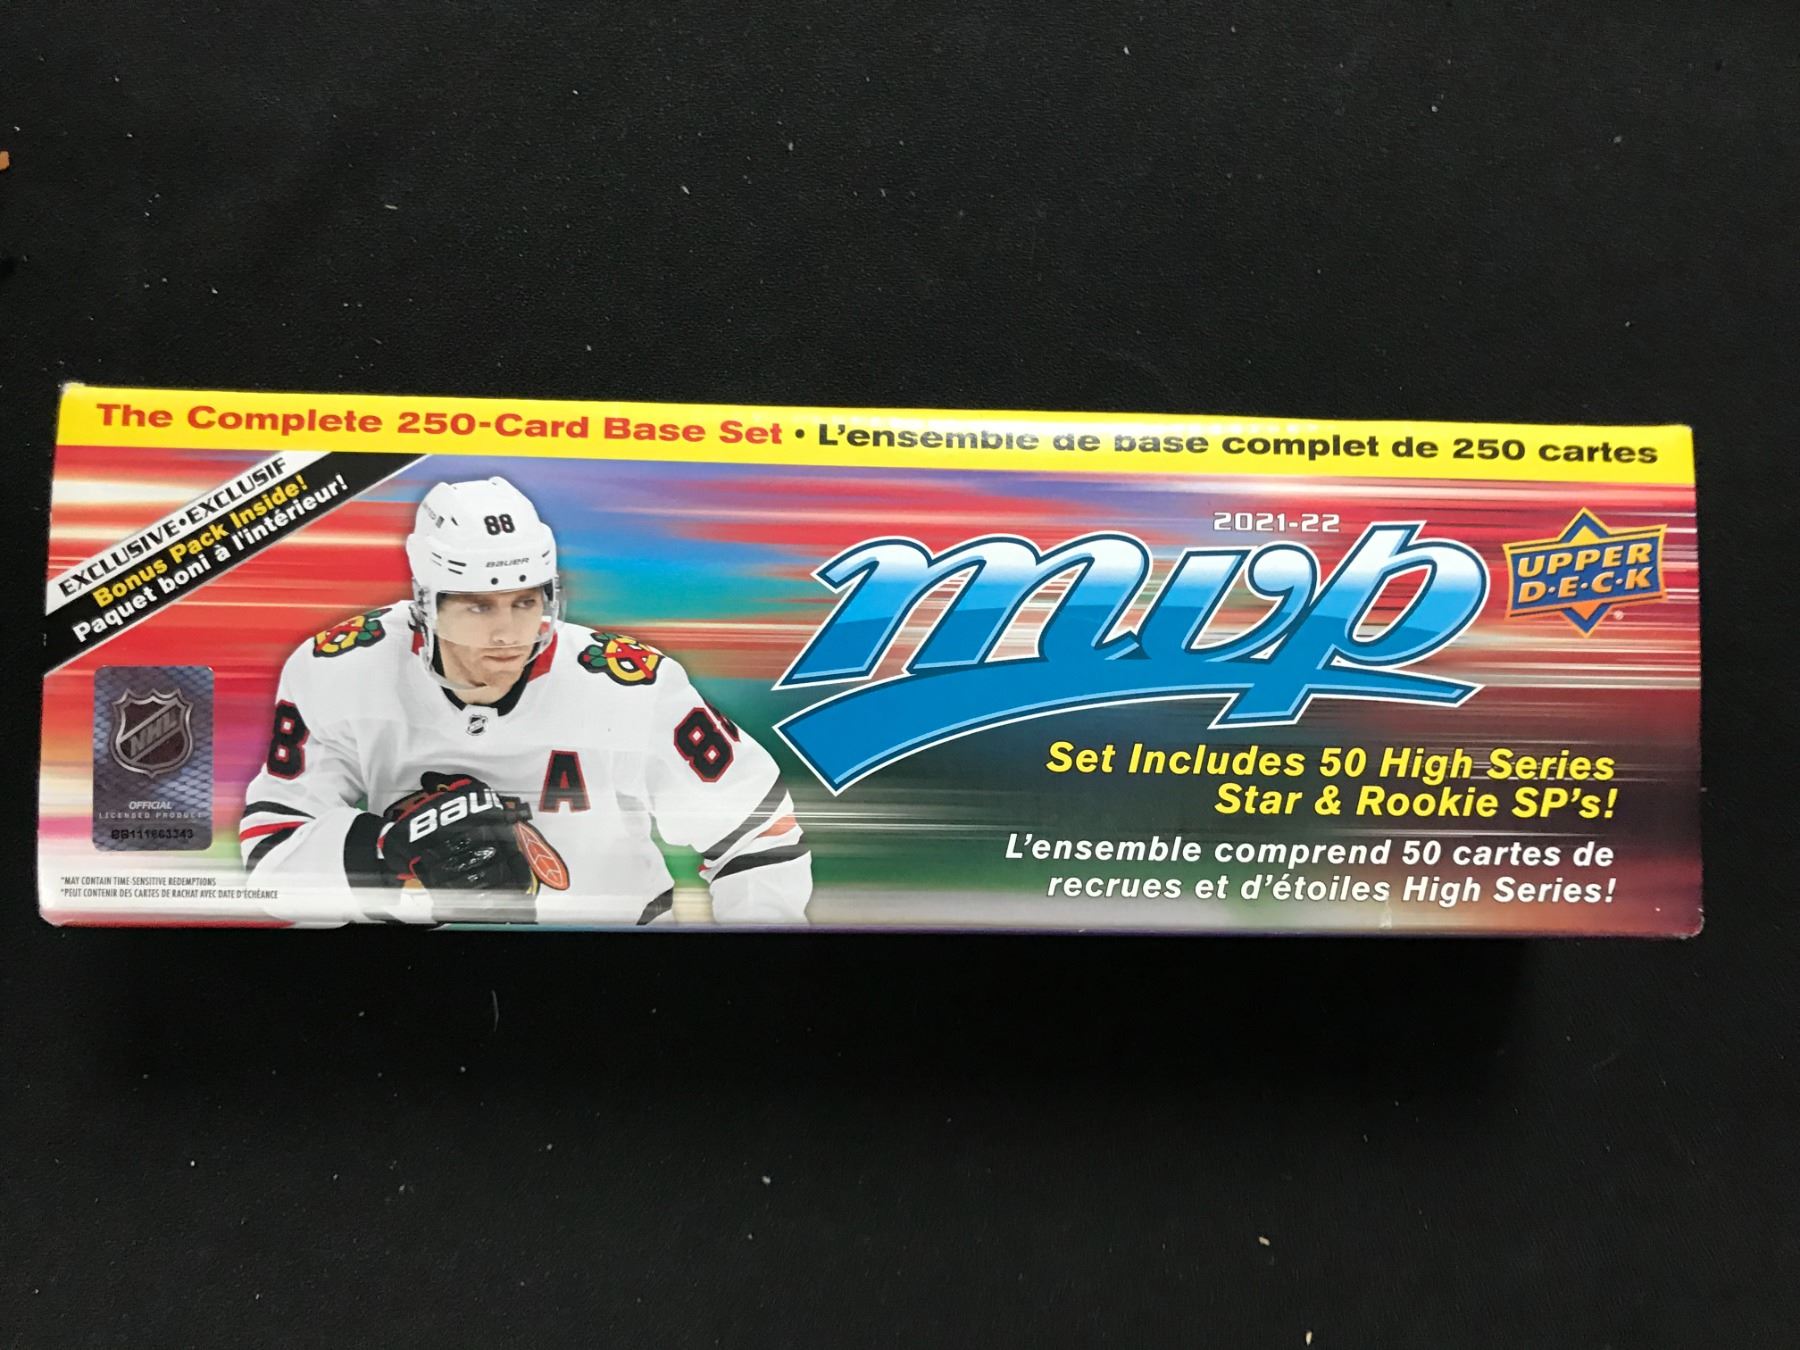 The Complete 250-Card Base Set • L'ensemble de base complet de 250 cartes
EXCLUSIVE•EXCLUSIF
Bonus Pack Inside!
Paquet boni à l'intérieur!
88
BAUER
2021-22
mvp
UPPER
D•E•C•K
8
A
88
BAU
NHL
OFFICIAL
LICENSED PRODUCT
Set Includes 50 High Series
Star & Rookie SP's!
L'ensemble comprend 50 cartes de
recrues et d'étoiles High Series!
*MAY CONTAIN TIME-SENSITIVE REDEMPTIONS
*PEUT CONTENIR DES CARTES DE RACHAT AVEC DATE D'ÉCHÉANCE